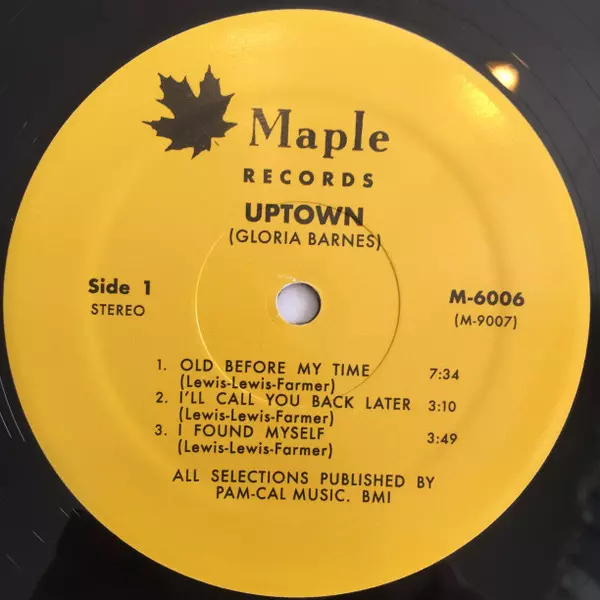 Maple
RECORDS
UPTOWN
(GLORIA BARNES)
Side 1
STEREO
M-6006
(M-9007)
1. OLD BEFORE MY TIME 7:34
(Lewis-Lewis-Farmer)
2. I'LL CALL YOU BACK LATER 3:10
(Lewis-Lewis-Farmer)
3. I FOUND MYSELF 3:49
(Lewis-Lewis-Farmer)
ALL SELECTIONS PUBLISHED BY
PAM-CAL MUSIC. BMI